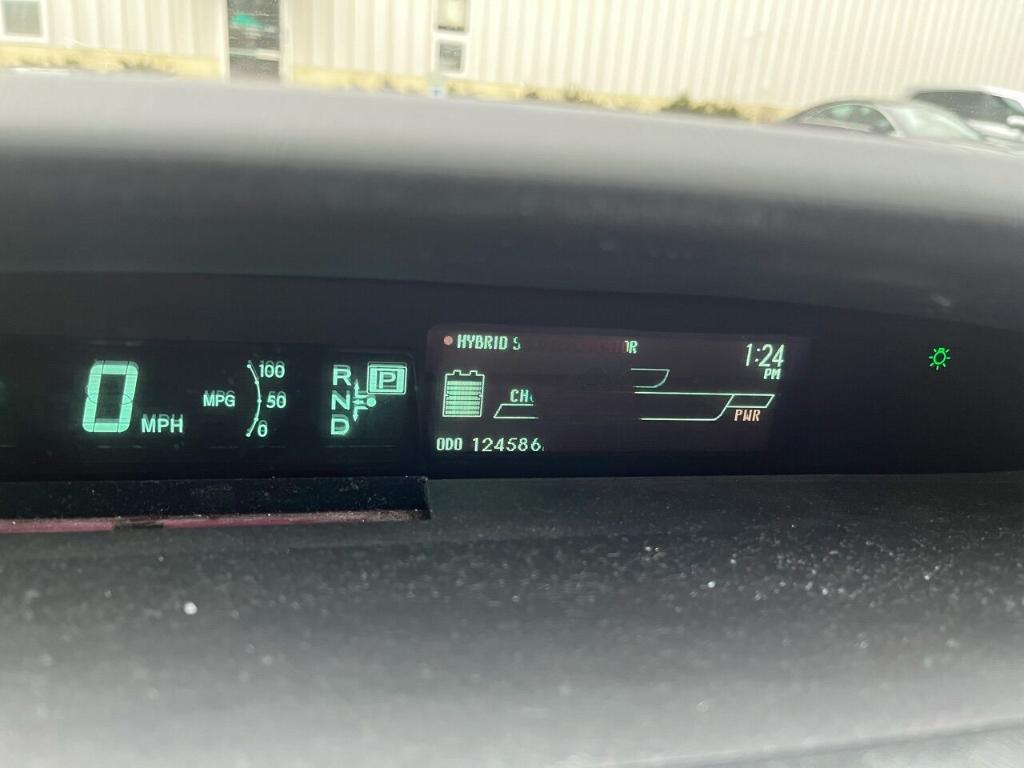 HYBRID S
1:24
PM
0 MPH
MPG
100
50
0
R
N
D
P
PWR
ODO 124586